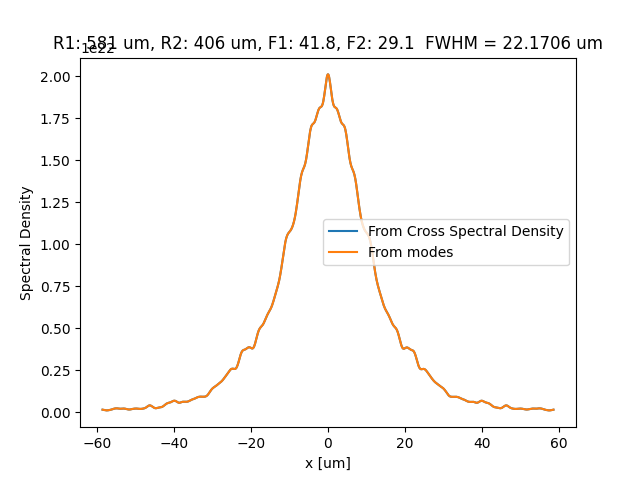 R1: 581 um, R2: 406 um, F1: 41.8, F2: 29.1  FWHM = 22.1706 um
1e22
2.00
1.75
1.50
1.25
1.00
0.75
0.50
0.25
0.00
Spectral Density
From Cross Spectral Density
From modes
−60 −40 −20 0 20 40 60
x [um]